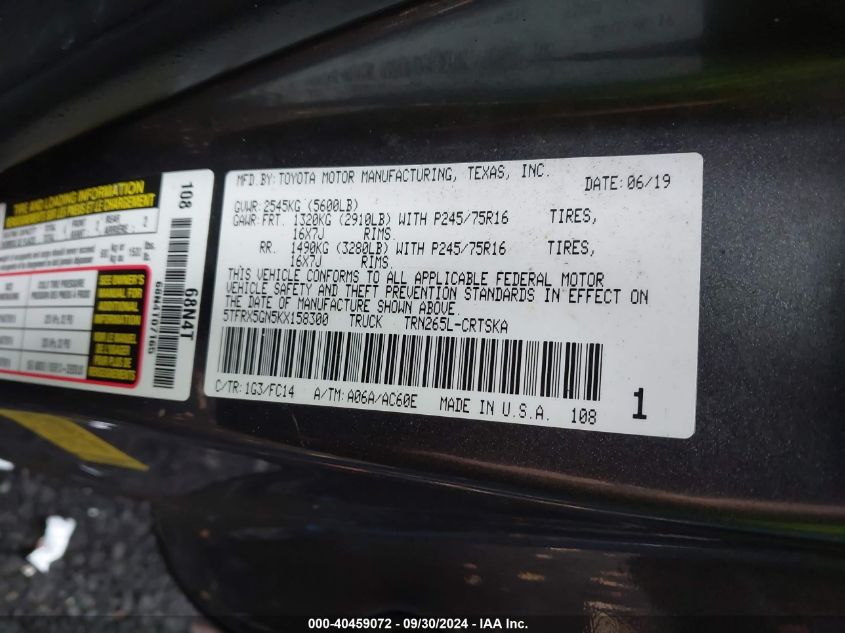 TIRE AND LOADING INFORMATION
108
68N4T
68N4T07165
SEE OWNER'S
MANUAL FOR
ADDITIONAL
INFORMATION
VOIR LE MANUEL
MFD.BY:TOYOTA MOTOR MANUFACTURING, TEXAS, INC.
DATE:06/19
GVWR:2545KG (5600LB)
GAWR:FRT. 1320KG (2910LB) WITH P245/75R16 TIRES,
16X7J RIMS
RR. 1490KG (3280LB) WITH P245/75R16 TIRES,
16X7J RIMS
THIS VEHICLE CONFORMS TO ALL APPLICABLE FEDERAL MOTOR
VEHICLE SAFETY AND THEFT PREVENTION STANDARDS IN EFFECT ON
THE DATE OF MANUFACTURE SHOWN ABOVE.
5TFRX5GN5KX158300 TRUCK TRN265L-CRTSKA
C/TR:1G3/FC14 A/TM:A06A/AC60E MADE IN U.S.A. 108
1
000-40459072 - 09/30/2024 - IAA Inc.